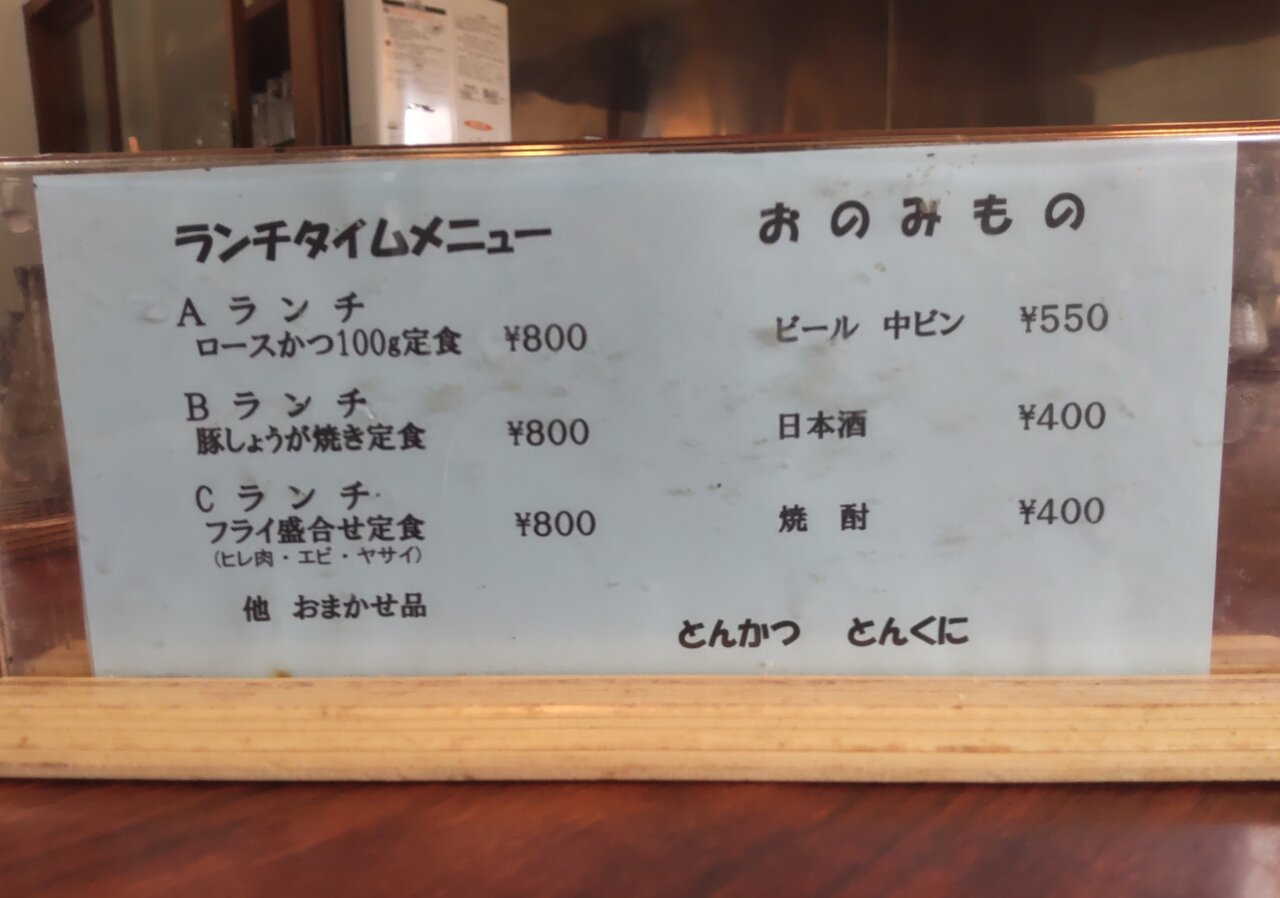 ランチタイムメニュー
A ランチ
ロースかつ100g定食 ¥800
B ランチ
豚しょうが焼き定食 ¥800
C ランチ
フライ盛合せ定食 ¥800
(ヒレ肉・エビ・ヤサイ)
他 おまかせ品
おのみもの
ビール 中ビン ¥550
日本酒 ¥400
焼 酎 ¥400
とんかつ とんくに